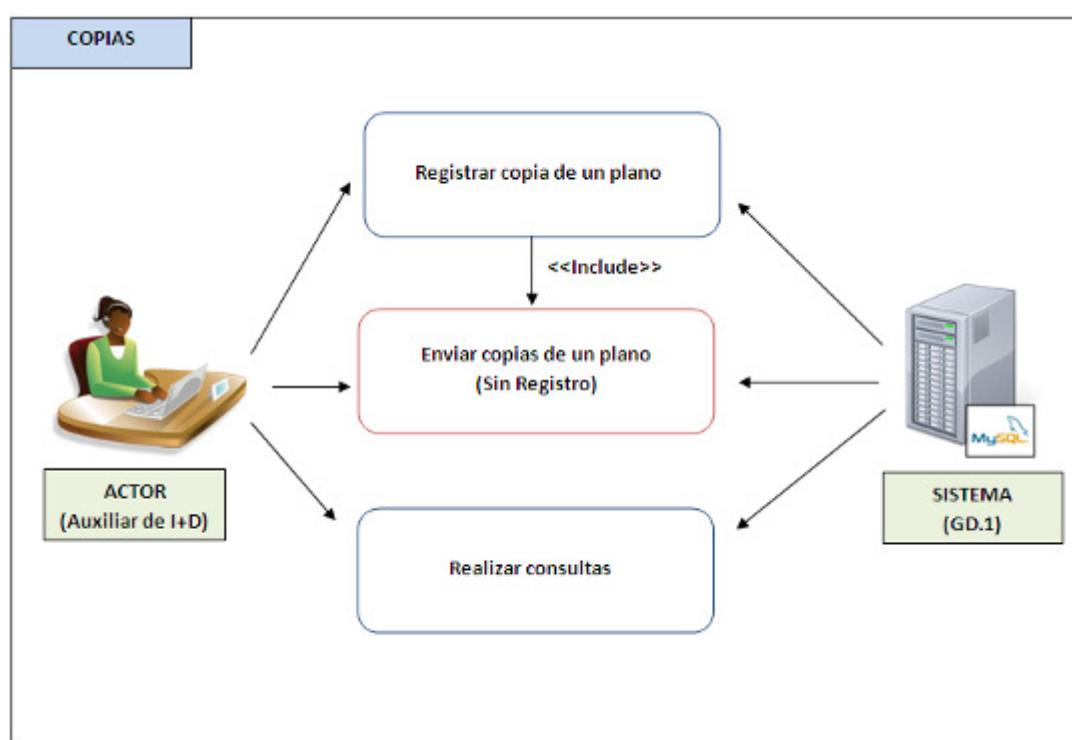 COPIAS
Registrar copia de un plano
<<Include>>
Enviar copias de un plano
(Sin Registro)
Realizar consultas
ACTOR
(Auxiliar de I+D)
MySQL
SISTEMA
(GD.1)